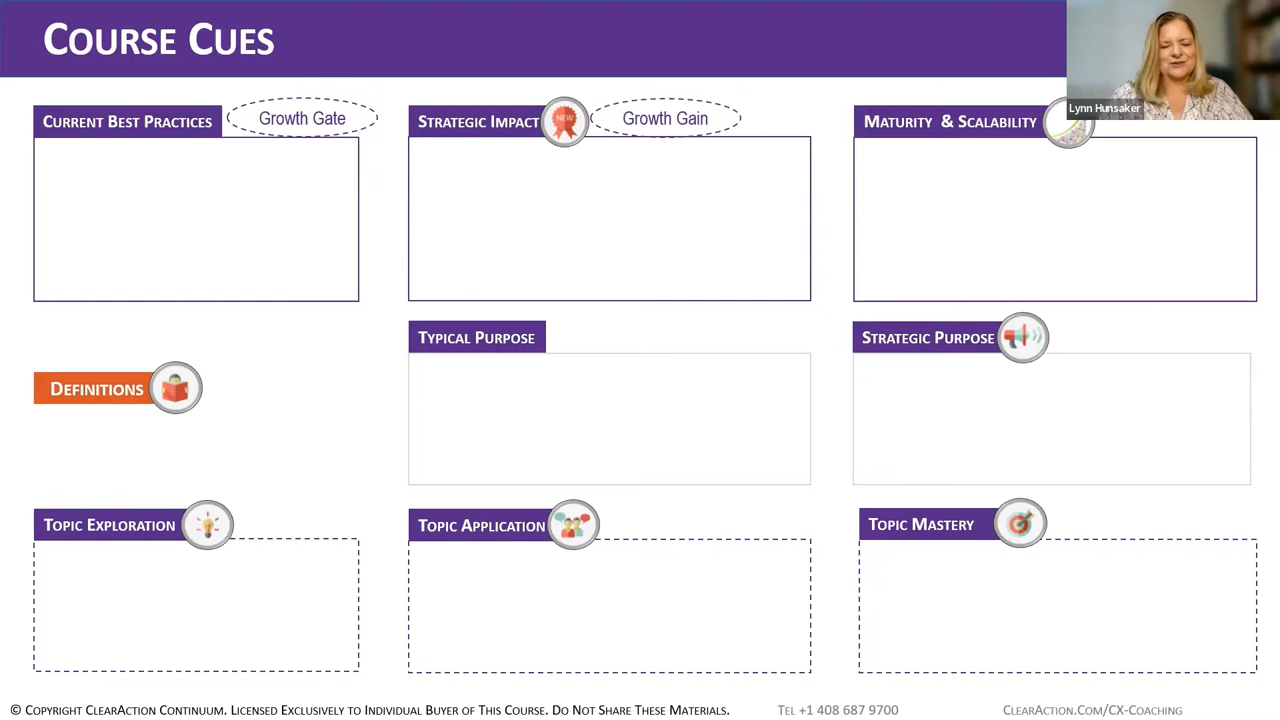 COURSE CUES
Lynn Hunsaker
CURRENT BEST PRACTICES
Growth Gate
STRATEGIC IMPACT
NEW
Growth Gain
MATURITY & SCALABILITY
TYPICAL PURPOSE
STRATEGIC PURPOSE
DEFINITIONS
TOPIC EXPLORATION
TOPIC APPLICATION
TOPIC MASTERY
© COPYRIGHT CLEARACTION CONTINUUM. LICENSED EXCLUSIVELY TO INDIVIDUAL BUYER OF THIS COURSE. DO NOT SHARE THESE MATERIALS.
TEL +1 408 687 9700
CLEARACTION.COM/CX-COACHING